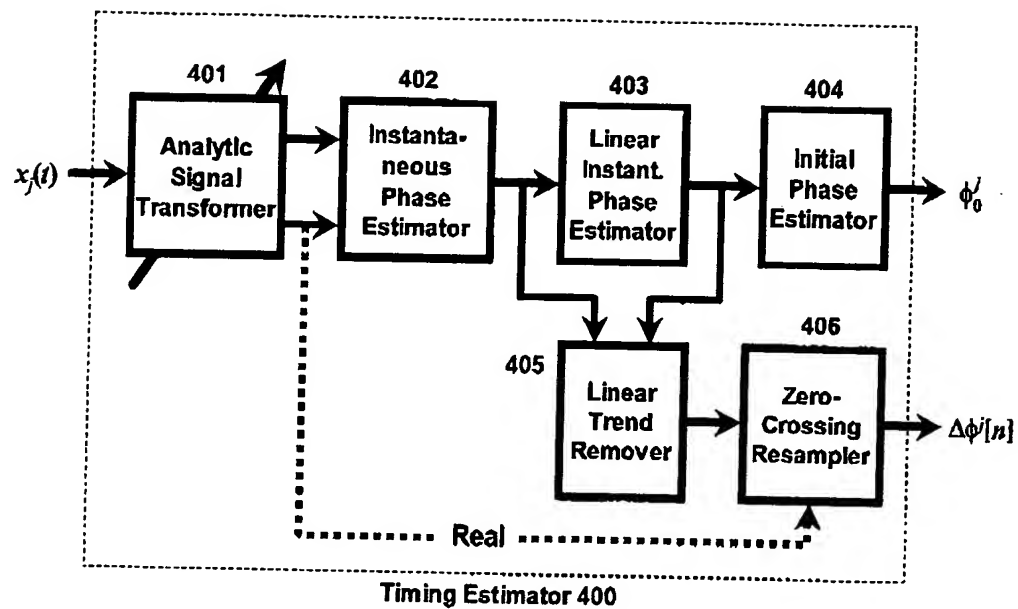 401
402
403
404
x_j(t)
Analytic
Signal
Transformer
Instanta-
neous
Phase
Estimator
Linear
Instant.
Phase
Estimator
Initial
Phase
Estimator
ϕ_0^j
405
406
Linear
Trend
Remover
Zero-
Crossing
Resampler
Δϕ^j[n]
Real
Timing Estimator 400